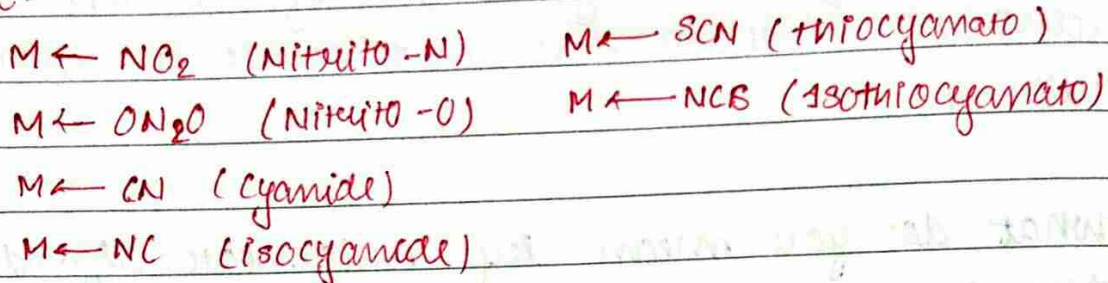 M ← NO₂ (Nitrito-N) M ← SCN (thiocyanato)
M ← ON₂O (Nitrito-O) M ← NCS (Isothiocyanato)
M ← CN (cyanide)
M ← NC (isocyanide)